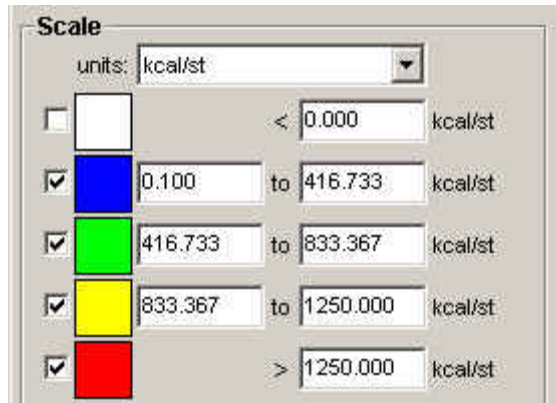 Scale
units: kcal/st
< 0.000 kcal/st
0.100 to 416.733 kcal/st
416.733 to 833.367 kcal/st
833.367 to 1250.000 kcal/st
> 1250.000 kcal/st